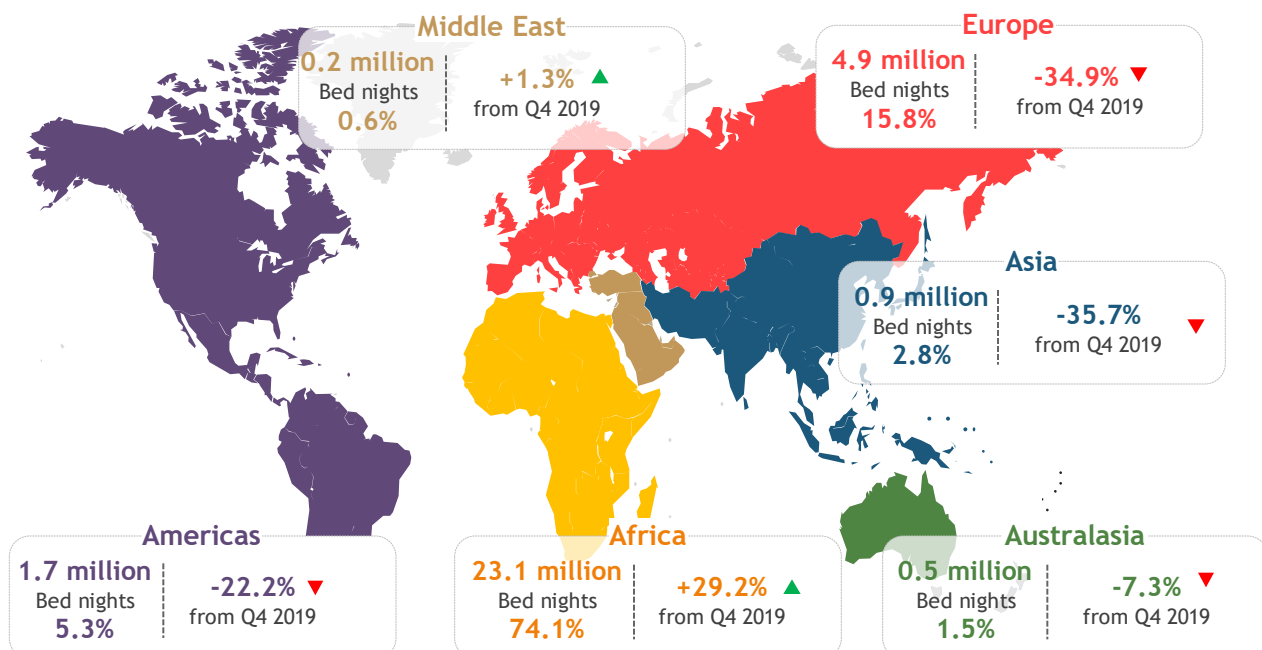 Middle East
0.2 million
Bed nights
0.6%
+1.3%
from Q4 2019
Europe
4.9 million
Bed nights
15.8%
-34.9%
from Q4 2019
Asia
0.9 million
Bed nights
2.8%
-35.7%
from Q4 2019
Americas
1.7 million
Bed nights
5.3%
-22.2%
from Q4 2019
Africa
23.1 million
Bed nights
74.1%
+29.2%
from Q4 2019
Australasia
0.5 million
Bed nights
1.5%
-7.3%
from Q4 2019